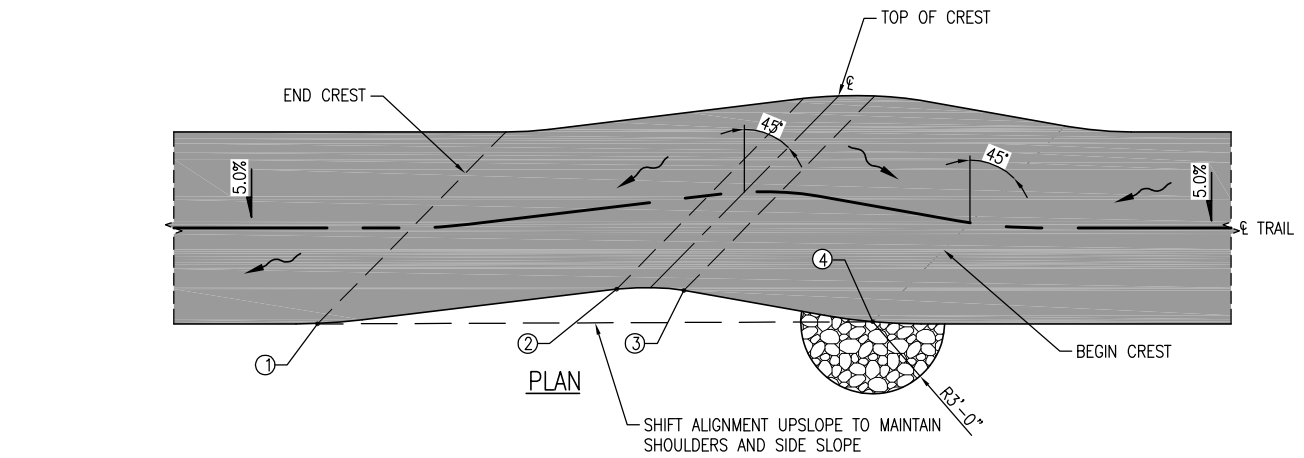 TOP OF CREST
℄
END CREST
45°
45°
5.0%
5.0%
℄ TRAIL
4
1
2
3
BEGIN CREST
PLAN
R3'-0"
SHIFT ALIGNMENT UPSLOPE TO MAINTAIN
SHOULDERS AND SIDE SLOPE